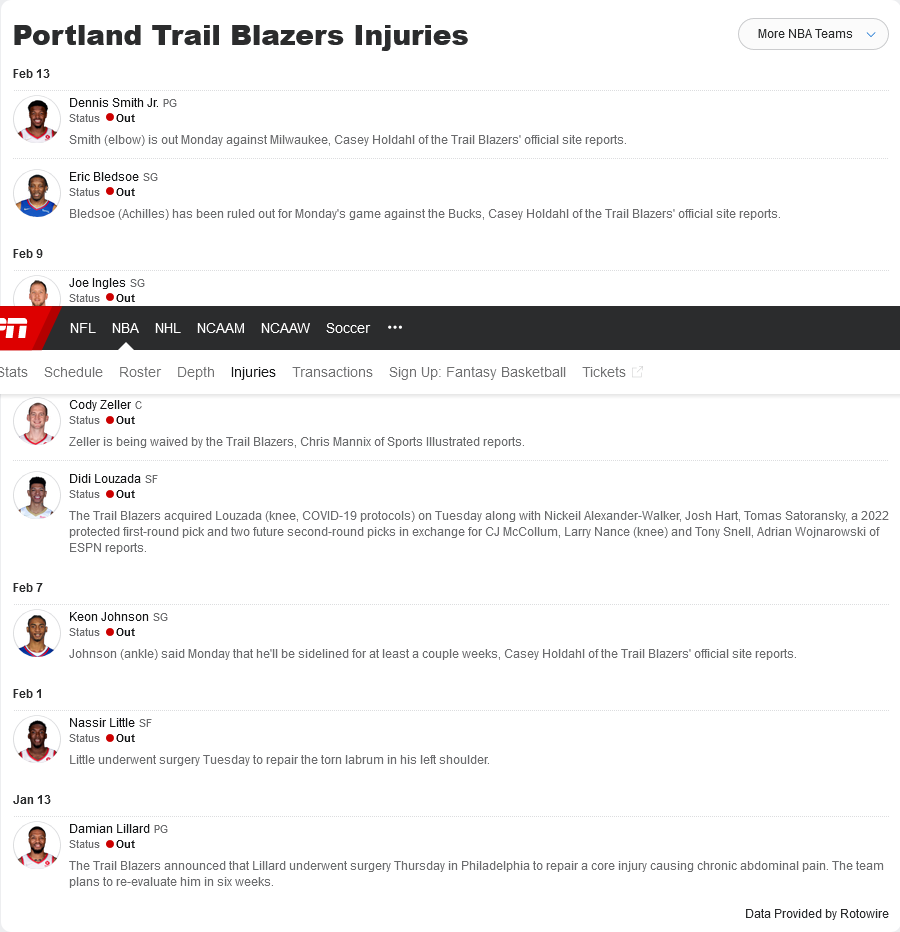 Portland Trail Blazers Injuries
More NBA Teams
Feb 13
Dennis Smith Jr. PG
Status Out
Smith (elbow) is out Monday against Milwaukee, Casey Holdahl of the Trail Blazers' official site reports.
Eric Bledsoe SG
Status Out
Bledsoe (Achilles) has been ruled out for Monday's game against the Bucks, Casey Holdahl of the Trail Blazers' official site reports.
Feb 9
Joe Ingles SG
Status Out
NFL NBA NHL NCAAM NCAAW Soccer •••
Stats Schedule Roster Depth Injuries Transactions Sign Up: Fantasy Basketball Tickets
Cody Zeller C
Status Out
Zeller is being waived by the Trail Blazers, Chris Mannix of Sports Illustrated reports.
Didi Louzada SF
Status Out
The Trail Blazers acquired Louzada (knee, COVID-19 protocols) on Tuesday along with Nickeil Alexander-Walker, Josh Hart, Tomas Satoransky, a 2022
protected first-round pick and two future second-round picks in exchange for CJ McCollum, Larry Nance (knee) and Tony Snell, Adrian Wojnarowski of
ESPN reports.
Feb 7
Keon Johnson SG
Status Out
Johnson (ankle) said Monday that he'll be sidelined for at least a couple weeks, Casey Holdahl of the Trail Blazers' official site reports.
Feb 1
Nassir Little SF
Status Out
Little underwent surgery Tuesday to repair the torn labrum in his left shoulder.
Jan 13
Damian Lillard PG
Status Out
The Trail Blazers announced that Lillard underwent surgery Thursday in Philadelphia to repair a core injury causing chronic abdominal pain. The team
plans to re-evaluate him in six weeks.
Data Provided by Rotowire